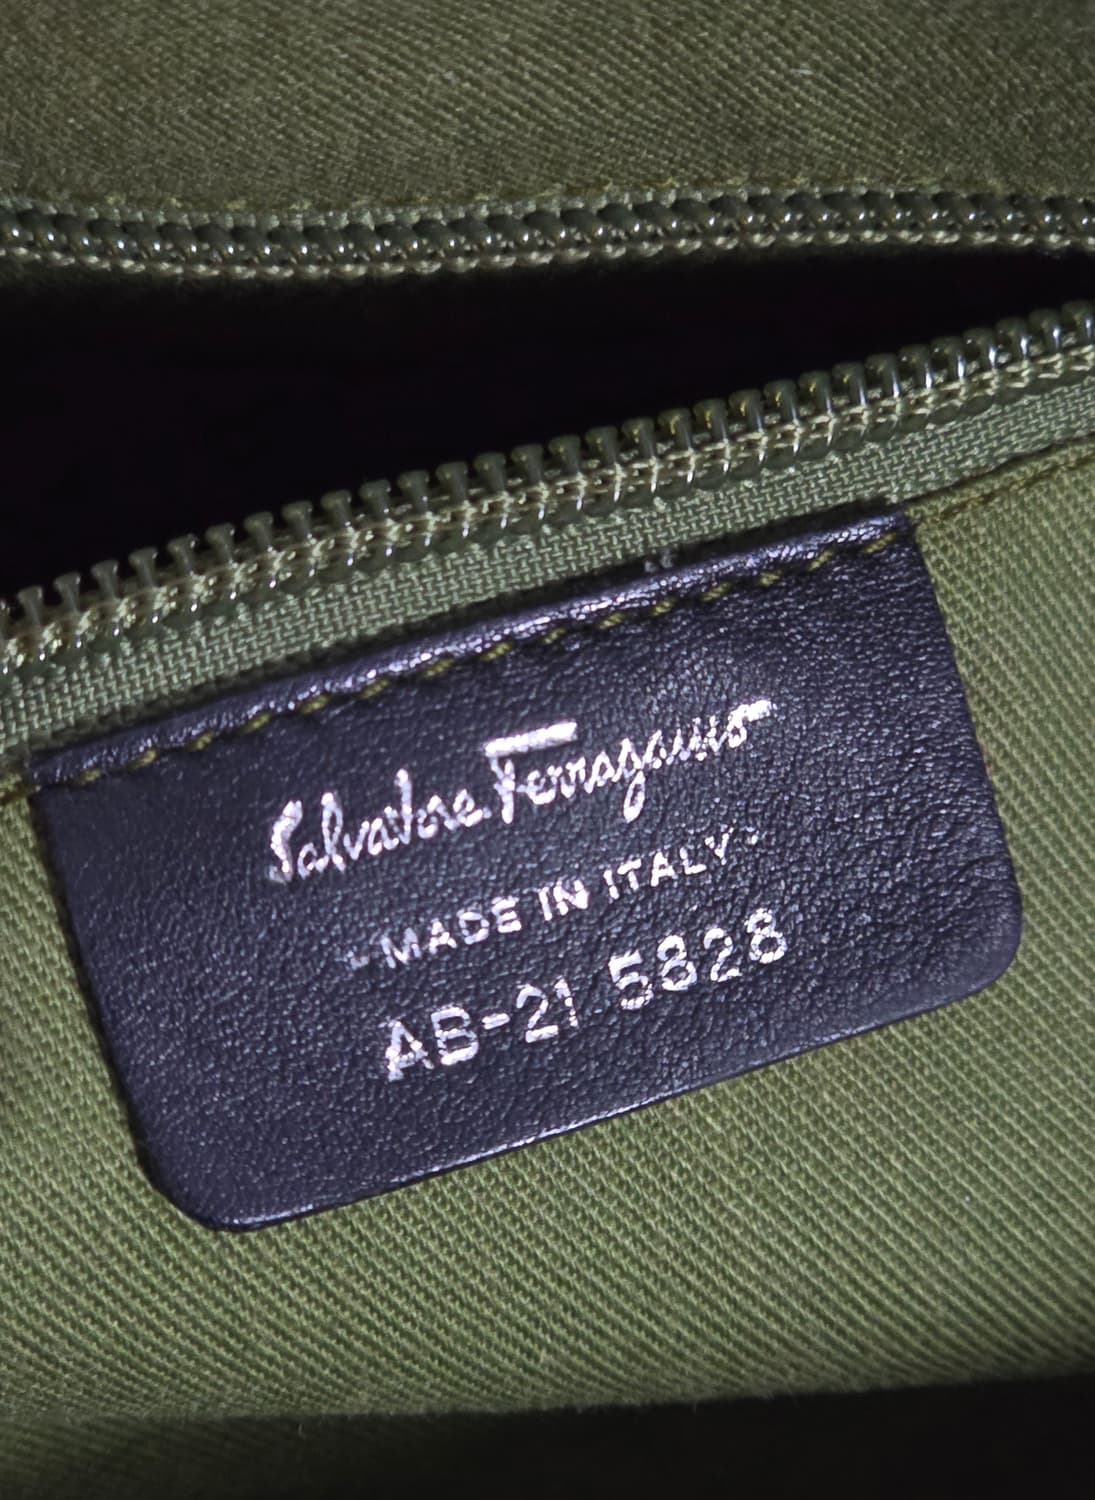 Salvatore Ferragamo
-MADE IN ITALY-
AB-21 5828